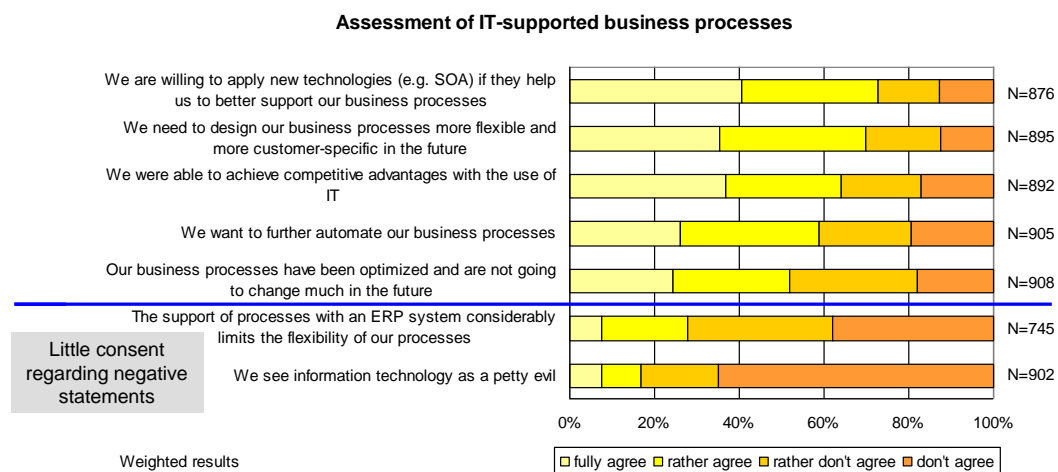 Assessment of IT-supported business processes
We are willing to apply new technologies (e.g. SOA) if they help
us to better support our business processes
N=876
We need to design our business processes more flexible and
more customer-specific in the future
N=895
We were able to achieve competitive advantages with the use of
IT
N=892
We want to further automate our business processes
N=905
Our business processes have been optimized and are not going
to change much in the future
N=908
The support of processes with an ERP system considerably
limits the flexibility of our processes
N=745
Little consent
regarding negative
statements
We see information technology as a petty evil
N=902
0% 20% 40% 60% 80% 100%
Weighted results
fully agree rather agree rather don't agree don't agree